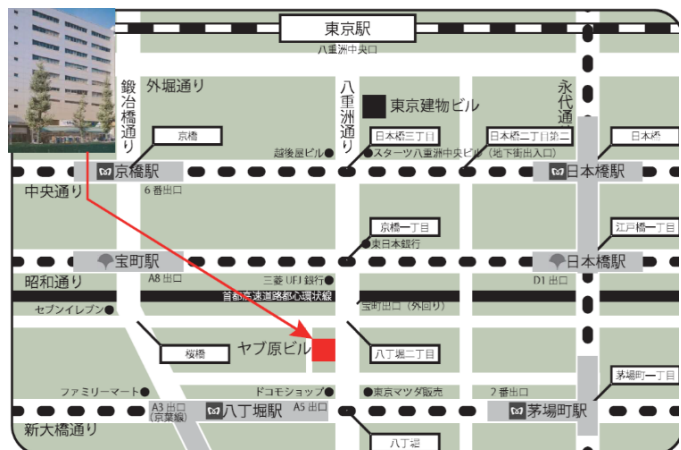 東京駅
八重洲中央口
外堀通り
鍛冶橋通り
八重洲通り
永代通
東京建物ビル
京橋
日本橋三丁目
日本橋二丁目第二
日本橋
越後屋ビル
スターツ八重洲中央ビル（地下街出入口）
京橋駅
日本橋駅
中央通り
6番出口
京橋一丁目
江戸橋一丁目
東日本銀行
宝町駅
日本橋駅
昭和通り
A8出口
三菱UFJ銀行
D1出口
首都高速道路都心環状線
宝町出口（外回り）
セブンイレブン
桜橋
ヤブ原ビル
八丁堀二丁目
茅場町一丁目
ファミリーマート
ドコモショップ
東京マツダ販売
2番出口
A3出口
（京葉線）
八丁堀駅
A5出口
茅場町駅
新大橋通り
八丁堀